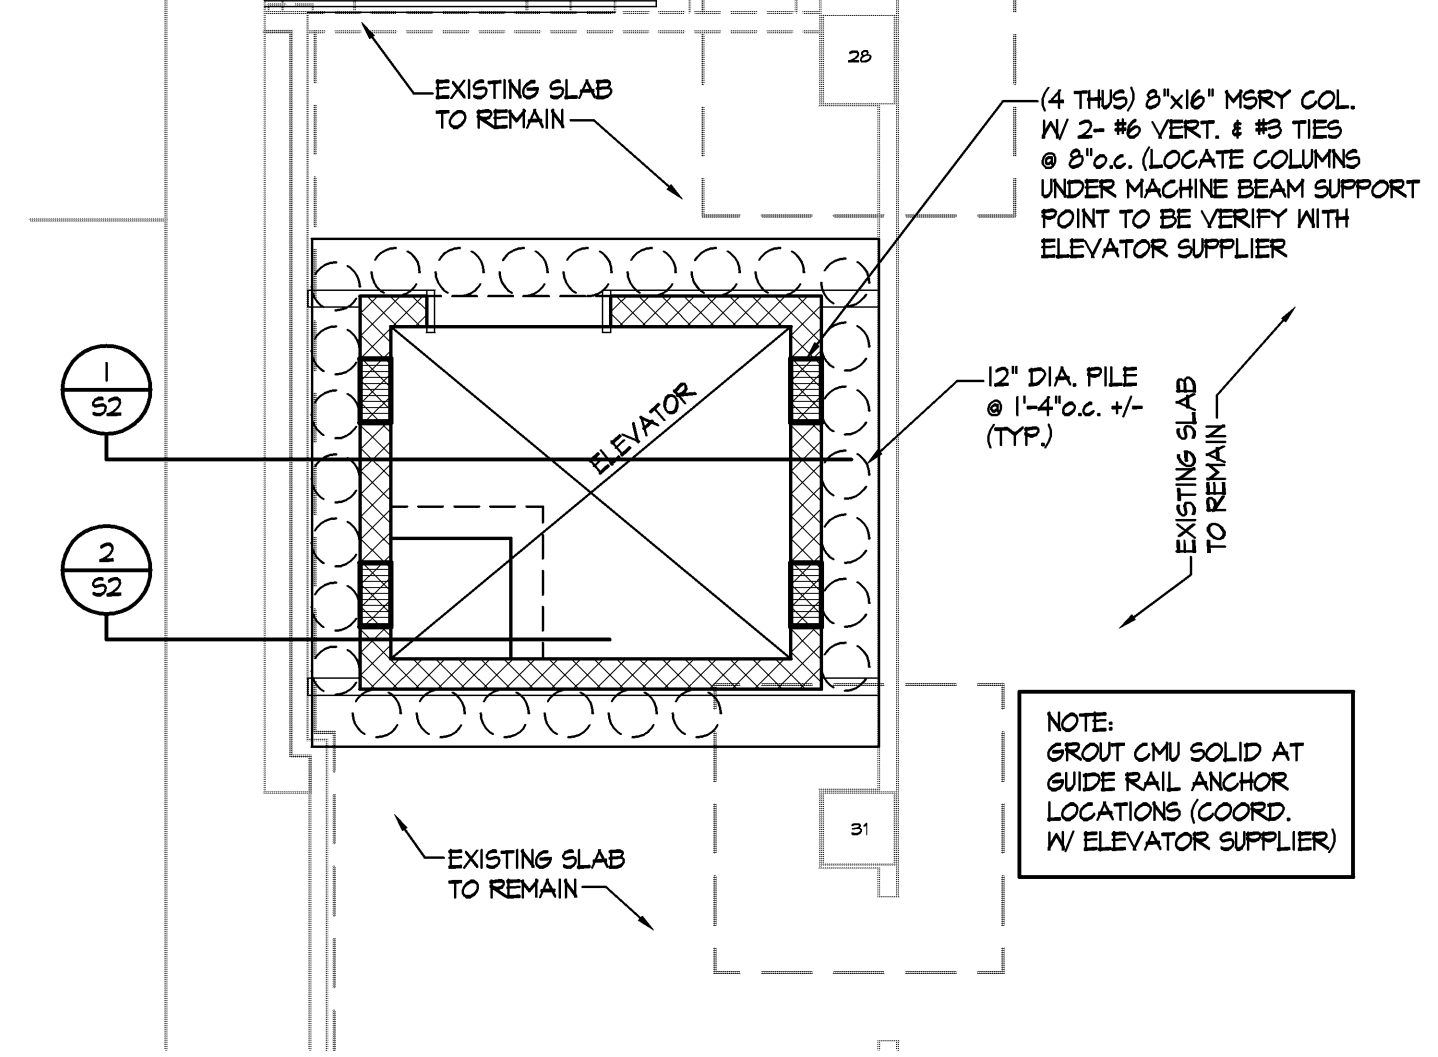 28
EXISTING SLAB
TO REMAIN
(4 THUS) 8"x16" MSRY COL.
W/ 2- #6 VERT. & #3 TIES
@ 8"o.c. (LOCATE COLUMNS
UNDER MACHINE BEAM SUPPORT
POINT TO BE VERIFY WITH
ELEVATOR SUPPLIER
1
S2
12" DIA. PILE
@ 1'-4"o.c. +/-
(TYP.)
ELEVATOR
EXISTING SLAB
TO REMAIN
2
S2
NOTE:
GROUT CMU SOLID AT
GUIDE RAIL ANCHOR
LOCATIONS (COORD.
W/ ELEVATOR SUPPLIER)
31
EXISTING SLAB
TO REMAIN